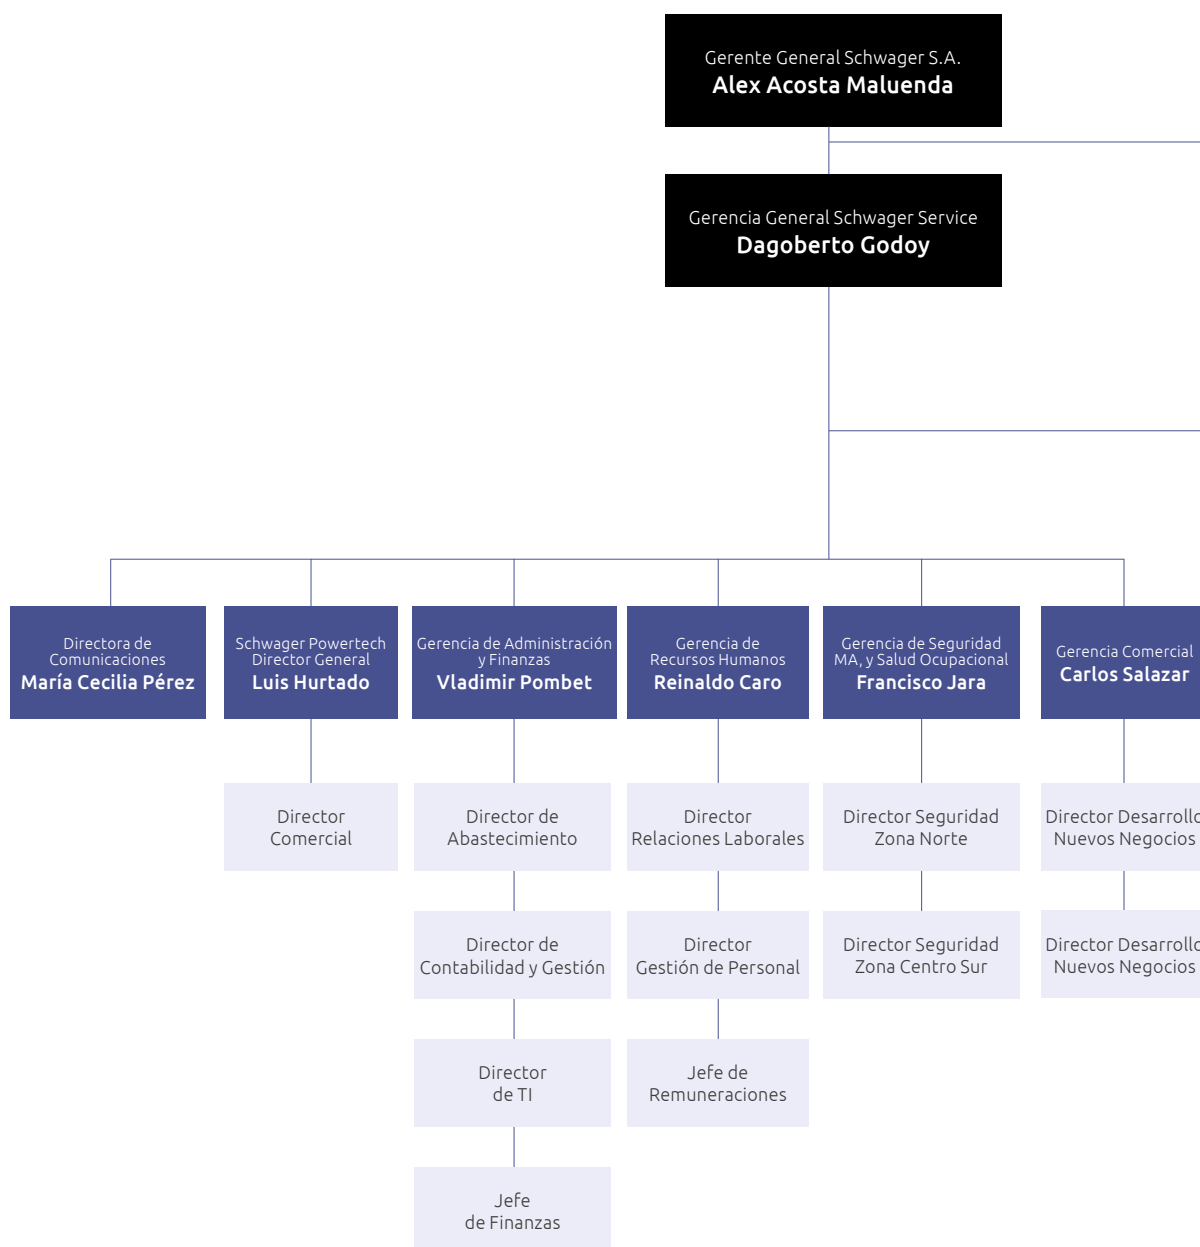 Gerente General Schwager S.A.
Alex Acosta Maluenda
Gerencia General Schwager Service
Dagoberto Godoy
Directora de
Comunicaciones
María Cecilia Pérez
Schwager Powertech
Director General
Luis Hurtado
Gerencia de Administración
y Finanzas
Vladimir Pombet
Gerencia de
Recursos Humanos
Reinaldo Caro
Gerencia de Seguridad
MA, y Salud Ocupacional
Francisco Jara
Gerencia Comercial
Carlos Salazar
Director
Comercial
Director de
Abastecimiento
Director
Relaciones Laborales
Director Seguridad
Zona Norte
Director Desarrollo
Nuevos Negocios
Director de
Contabilidad y Gestión
Director
Gestión de Personal
Director Seguridad
Zona Centro Sur
Director Desarrollo
Nuevos Negocios
Director
de TI
Jefe de
Remuneraciones
Jefe
de Finanzas